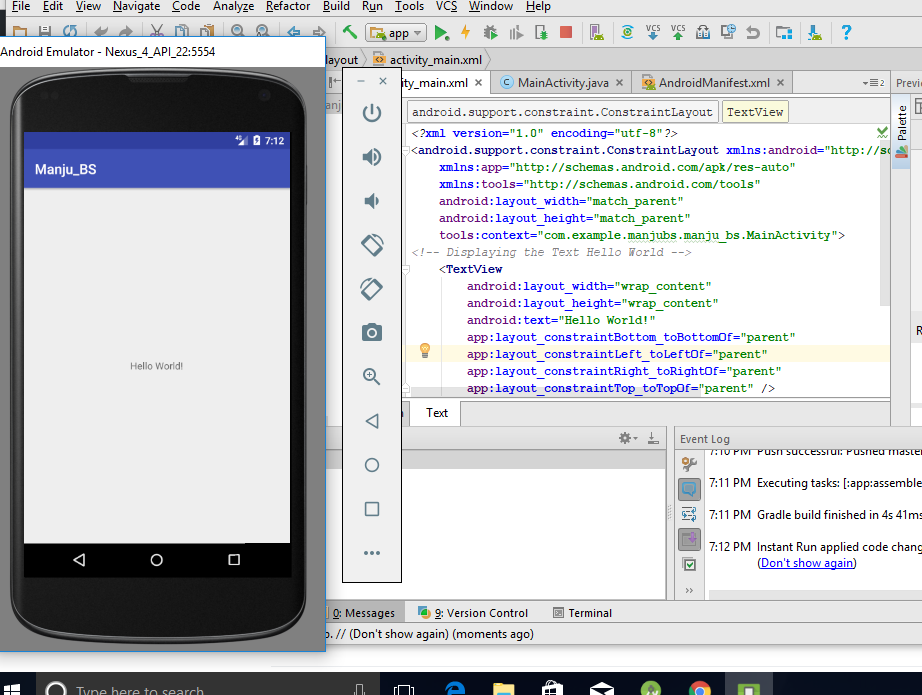 File Edit View Navigate Code Analyze Refactor Build Run Tools VCS Window Help
app
VCS VCS
Android Emulator - Nexus_4_API_22:5554
layout activity_main.xml
ity_main.xml MainActivity.java AndroidManifest.xml
2 Previ
android.support.constraint.ConstraintLayout TextView
Palette
4G 7:12
Manju_BS
Hello World!
<?xml version="1.0" encoding="utf-8"?>
<android.support.constraint.ConstraintLayout xmlns:android="http://sc
xmlns:app="http://schemas.android.com/apk/res-auto"
xmlns:tools="http://schemas.android.com/tools"
android:layout_width="match_parent"
android:layout_height="match_parent"
tools:context="com.example.manjubs.manju_bs.MainActivity">
<!-- Displaying the Text Hello World -->
<TextView
android:layout_width="wrap_content"
android:layout_height="wrap_content"
android:text="Hello World!"
app:layout_constraintBottom_toBottomOf="parent"
app:layout_constraintLeft_toLeftOf="parent"
app:layout_constraintRight_toRightOf="parent"
app:layout_constraintTop_toTopOf="parent" />
Text
Event Log
7:10 PM Push successful: Pushed master
7:11 PM Executing tasks: [:app:assemble
7:11 PM Gradle build finished in 4s 41ms
7:12 PM Instant Run applied code chang
(Don't show again)
0: Messages 9: Version Control Terminal
p. // (Don't show again) (moments ago)
Type here to search